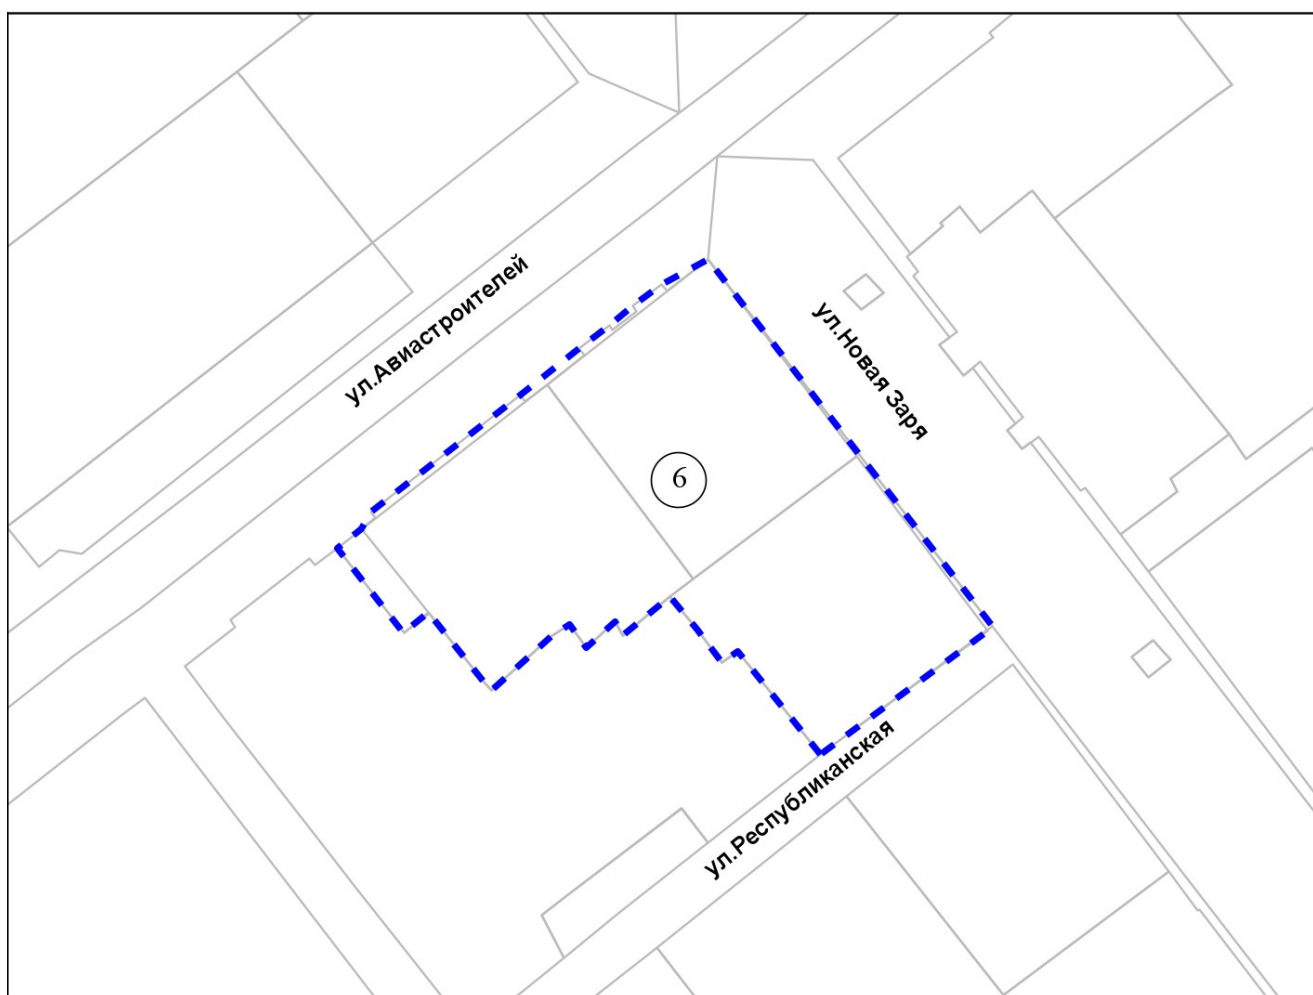 ул.Авиастроителей
ул.Новая Заря
6
ул.Республиканская